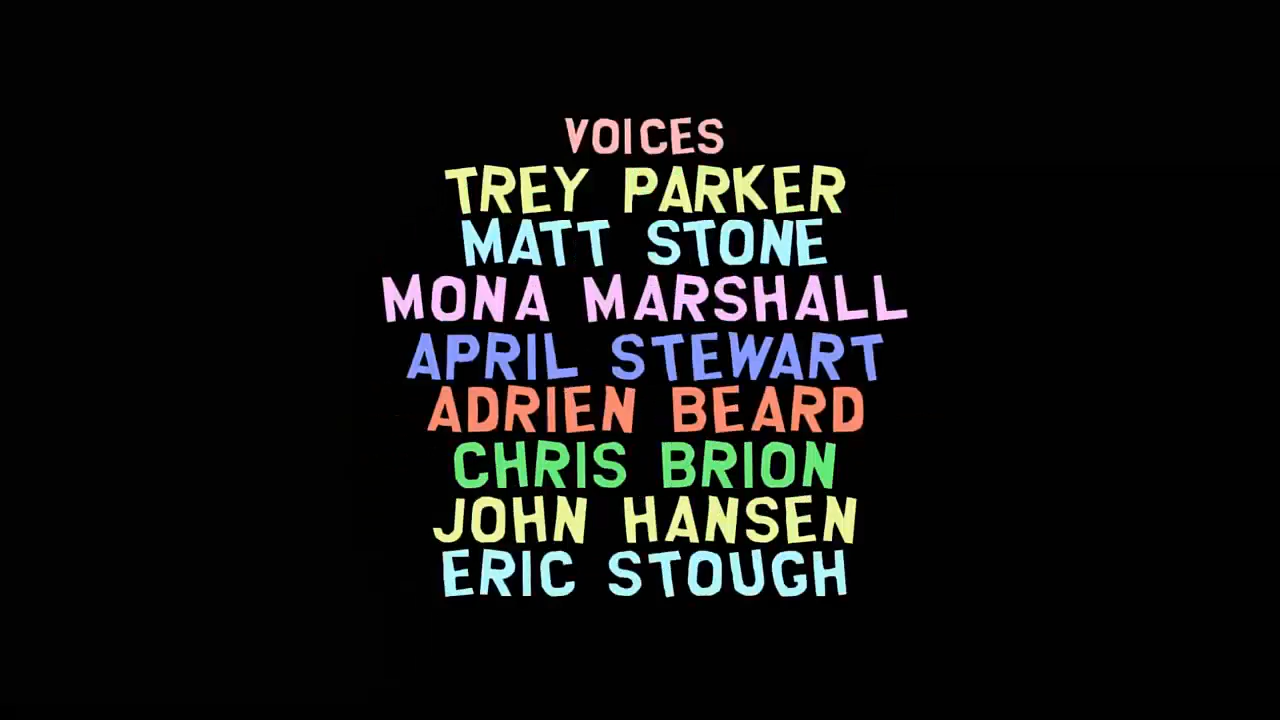 VOICES
TREY PARKER
MATT STONE
MONA MARSHALL
APRIL STEWART
ADRIEN BEARD
CHRIS BRION
JOHN HANSEN
ERIC STOUGH